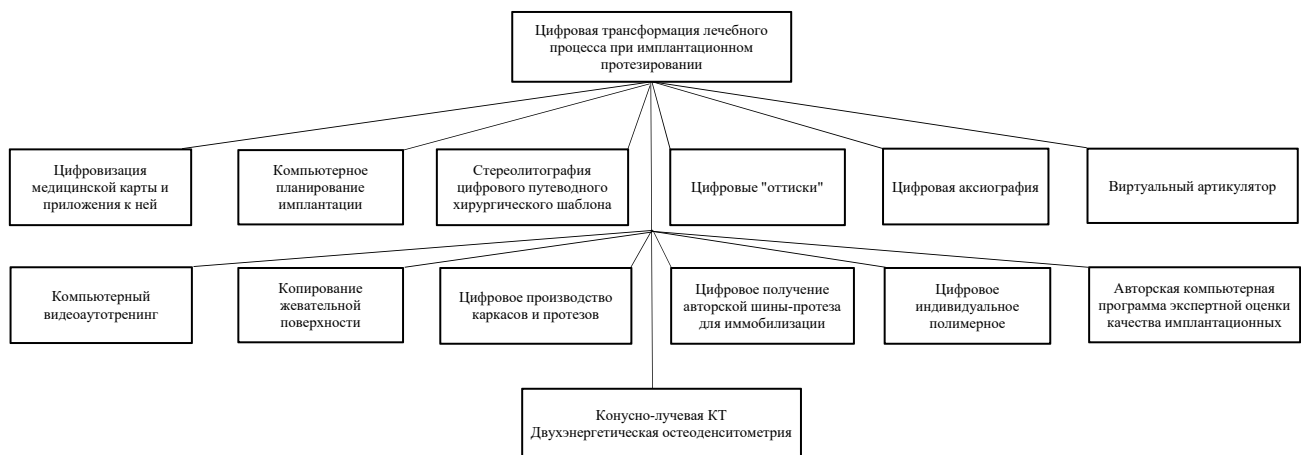 Цифровая трансформация лечебного
процесса при имплантационном
протезировании
Цифровизация
медицинской карты и
приложения к ней
Компьютерное
планирование
имплантации
Стереолитография
цифрового путеводного
хирургического шаблона
Цифровые "оттиски"
Цифровая аксиография
Виртуальный артикулятор
Компьютерный
видеоаутотренинг
Копирование
жевательной
поверхности
Цифровое производство
каркасов и протезов
Цифровое получение
авторской шины-протеза
для иммобилизации
Цифровое
индивидуальное
полимерное
Авторская компьютерная
программа экспертной оценки
качества имплантационных
Конусно-лучевая КТ
Двухэнергетическая остеоденситометрия